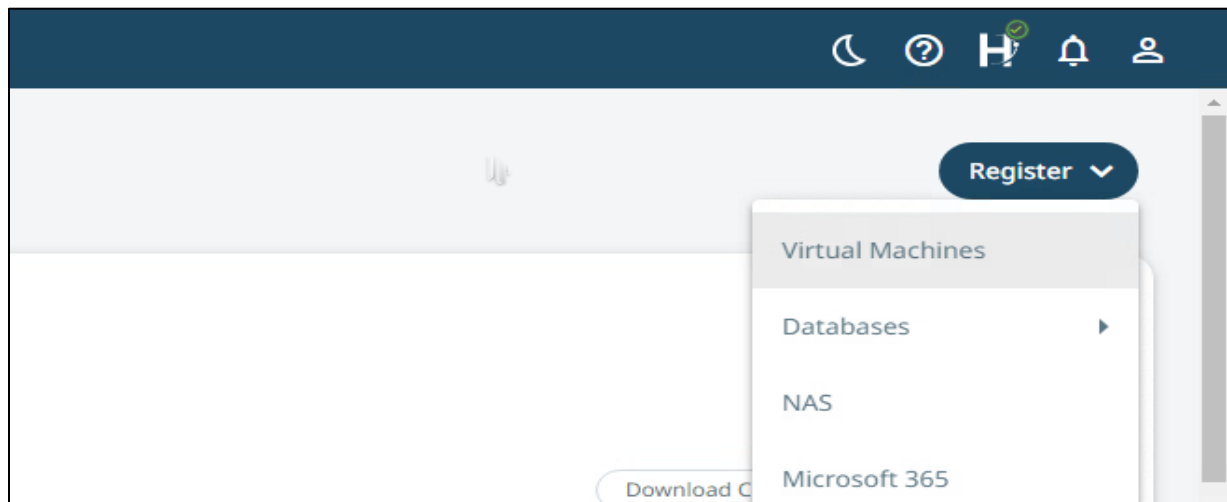 Register
Virtual Machines
Databases
NAS
Microsoft 365
Download C